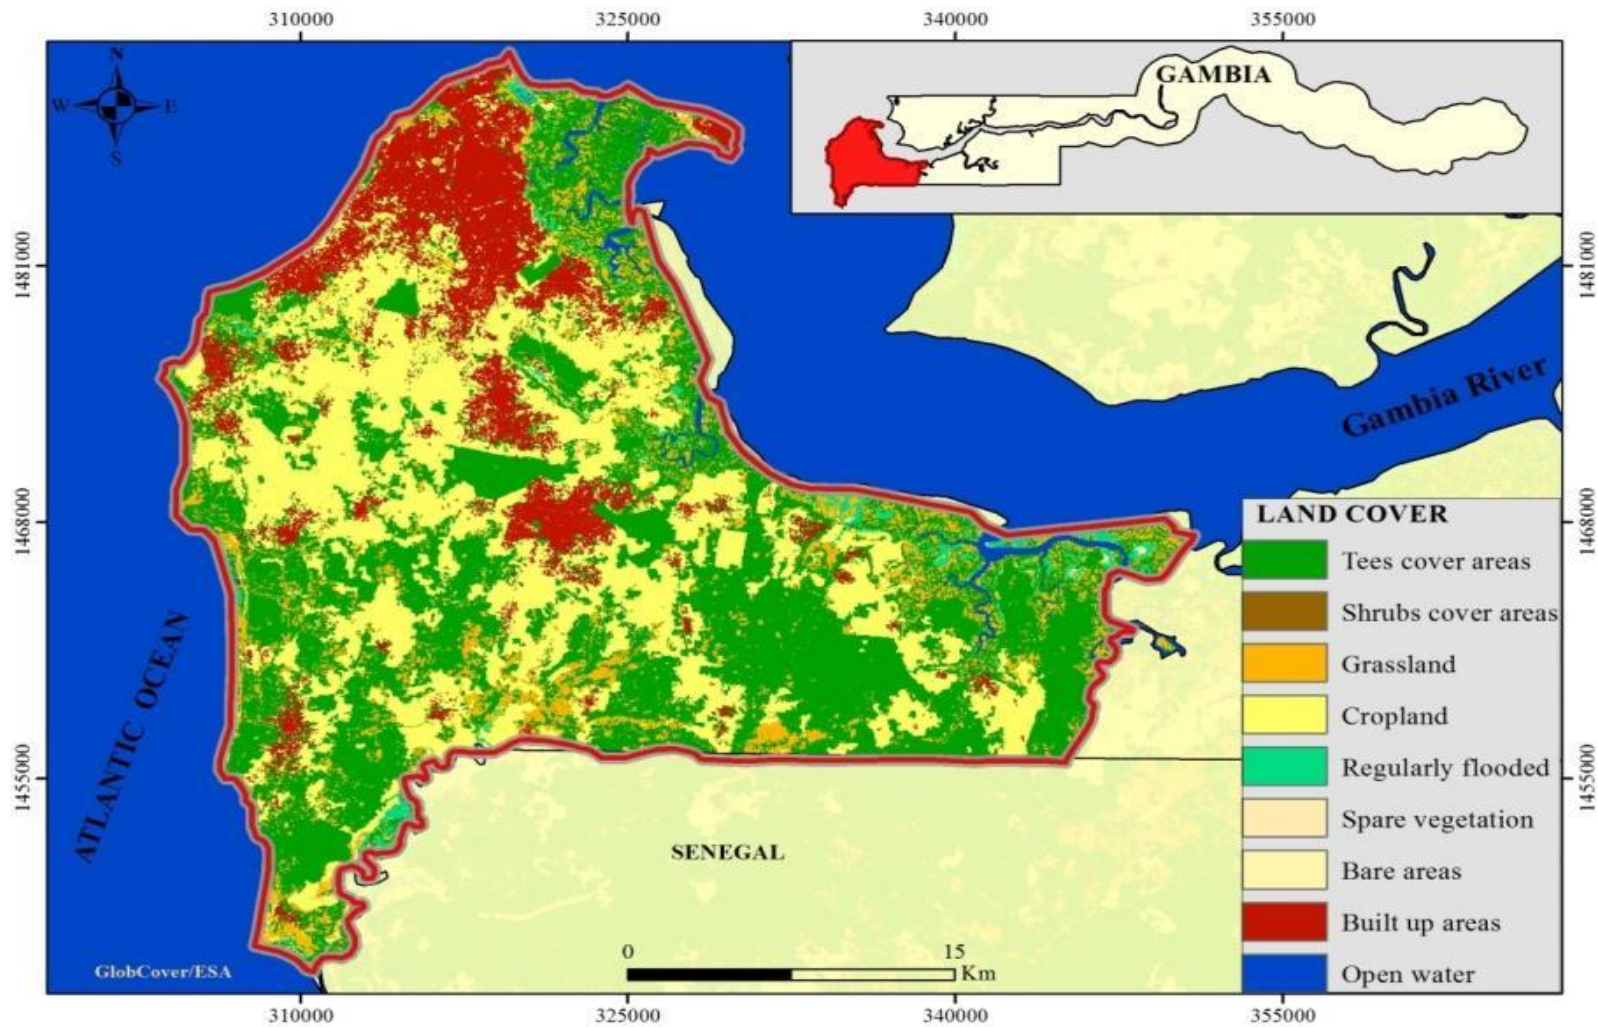 310000 325000 340000 355000
N
W E
S
GAMBIA
1481000 1481000
Gambia River
1468000 1468000
LAND COVER
Tees cover areas
Shrubs cover areas
Grassland
Cropland
Regularly flooded
Spare vegetation
Bare areas
Built up areas
Open water
ATLANTIC OCEAN
1455000 1455000
SENEGAL
0 15
Km
GlobCover/ESA
310000 325000 340000 355000